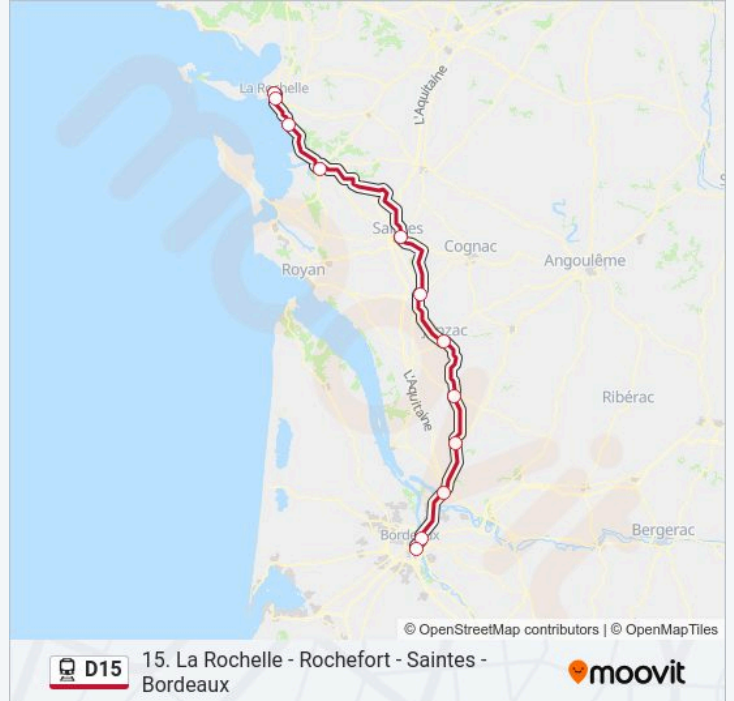 La Rochelle
L'Aquitaine
Saintes
Cognac
Angoulême
Royan
Jonzac
L'Aquitaine
Ribérac
Bordeaux
Bergerac
© OpenStreetMap contributors | © OpenMapTiles
D15
15. La Rochelle - Rochefort - Saintes -
Bordeaux
moovit